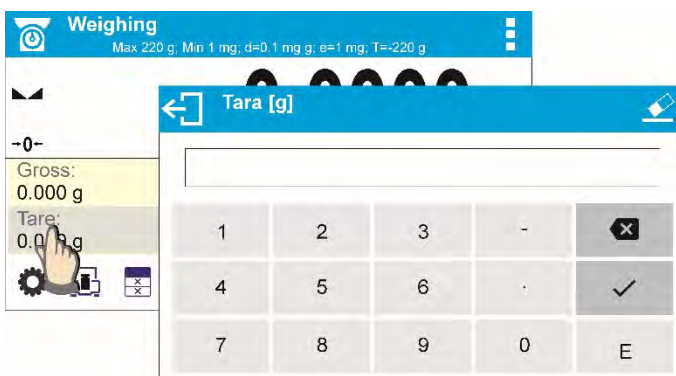 Weighing
Max 220 g; Min 1 mg; d=0.1 mg g; e=1 mg; T=-220 g
Tara [g]
→0←
Gross:
0.000 g
Tare:
1 2 3 -
4 5 6 .
7 8 9 0 E